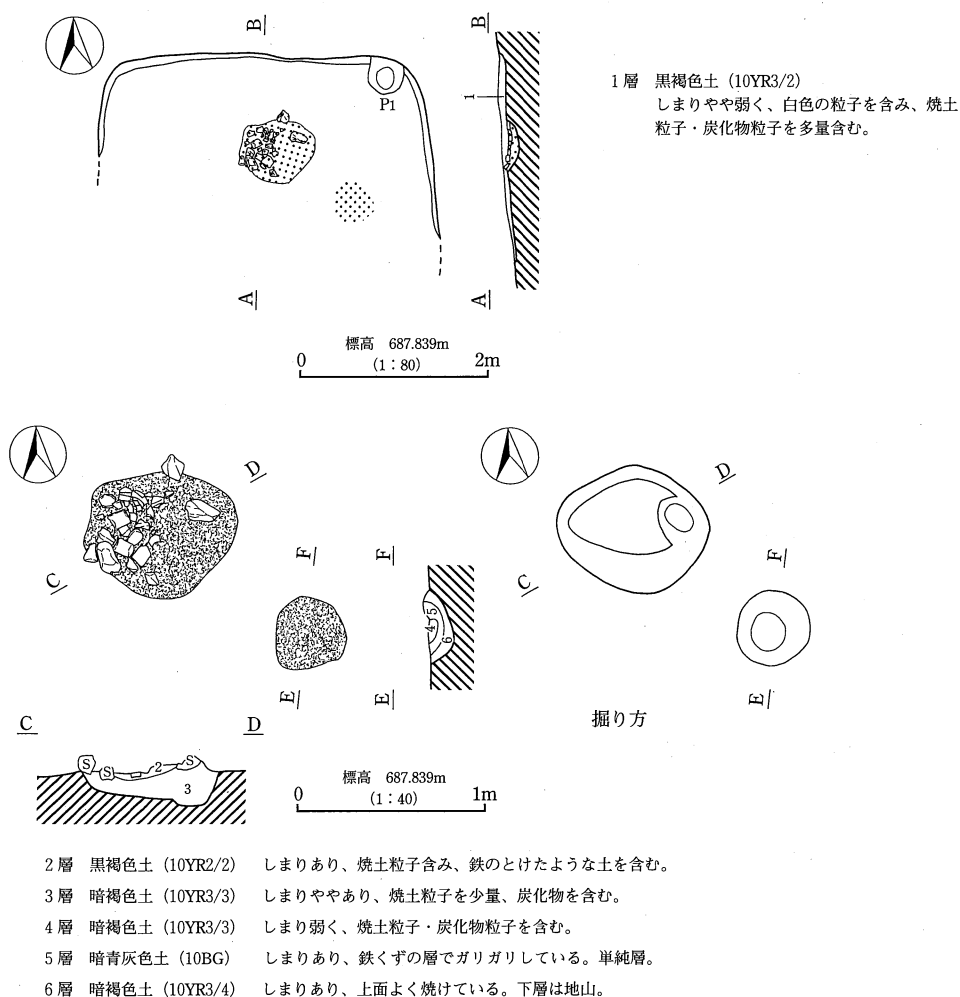 B
B
1層　黒褐色土（10YR3/2）
しまりやや弱く、白色の粒子を含み、焼土
粒子・炭化物粒子を多量含む。
P1
1
A
A
標高　687.839m
0　（1：80）　2m
D
D
C
C
F
F
F
5
4
6
E
E
E
掘り方
C
D
S
S
2
S
3
標高　687.839m
0　（1：40）　1m
2層　黒褐色土（10YR2/2）　しまりあり、焼土粒子含み、鉄のとけたような土を含む。
3層　暗褐色土（10YR3/3）　しまりややあり、焼土粒子を少量、炭化物を含む。
4層　暗褐色土（10YR3/3）　しまり弱く、焼土粒子・炭化物粒子を含む。
5層　暗青灰色土（10BG）　しまりあり、鉄くずの層でガリガリしている。単純層。
6層　暗褐色土（10YR3/4）　しまりあり、上面よく焼けている。下層は地山。